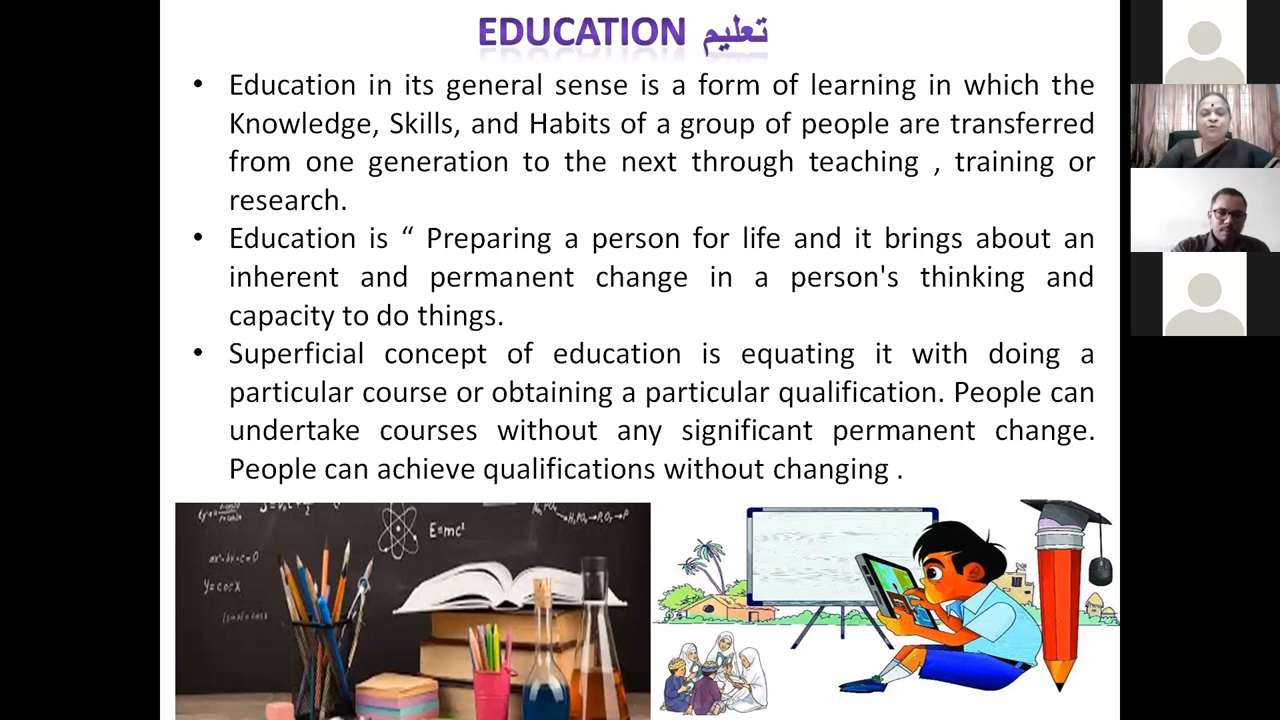 EDUCATION تعلیم
• Education in its general sense is a form of learning in which the
Knowledge, Skills, and Habits of a group of people are transferred
from one generation to the next through teaching , training or
research.
• Education is “ Preparing a person for life and it brings about an
inherent and permanent change in a person's thinking and
capacity to do things.
• Superficial concept of education is equating it with doing a
particular course or obtaining a particular qualification. People can
undertake courses without any significant permanent change.
People can achieve qualifications without changing .
E=mc²
y=cosx